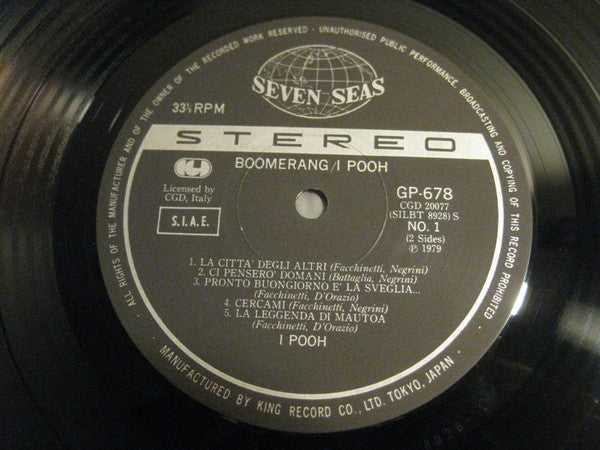 ALL RIGHTS OF THE MANUFACTURER AND OF THE OWNER OF THE RECORDED WORK RESERVED - UNAUTHORISED PUBLIC PERFORMANCE, BROADCASTING AND COPYING OF THIS RECORD PROHIBITED.
SEVEN SEAS
33⅓ RPM
STEREO
BOOMERANG/I POOH
Licensed by
CGD, Italy
S.I.A.E.
GP-678
CGD 20077
(SILBT 8928) S
NO. 1
(2 Sides)
Ⓟ 1979
1. LA CITTA' DEGLI ALTRI (Facchinetti, Negrini)
2. CI PENSERO' DOMANI (Battaglia, Negrini)
3. PRONTO BUONGIORNO E' LA SVEGLIA...
(Facchinetti, D'Orazio)
4. CERCAMI (Facchinetti, Negrini)
5. LA LEGGENDA DI MAUTOA
(Facchinetti, D'Orazio)
I POOH
MANUFACTURED BY KING RECORD CO., LTD. TOKYO, JAPAN